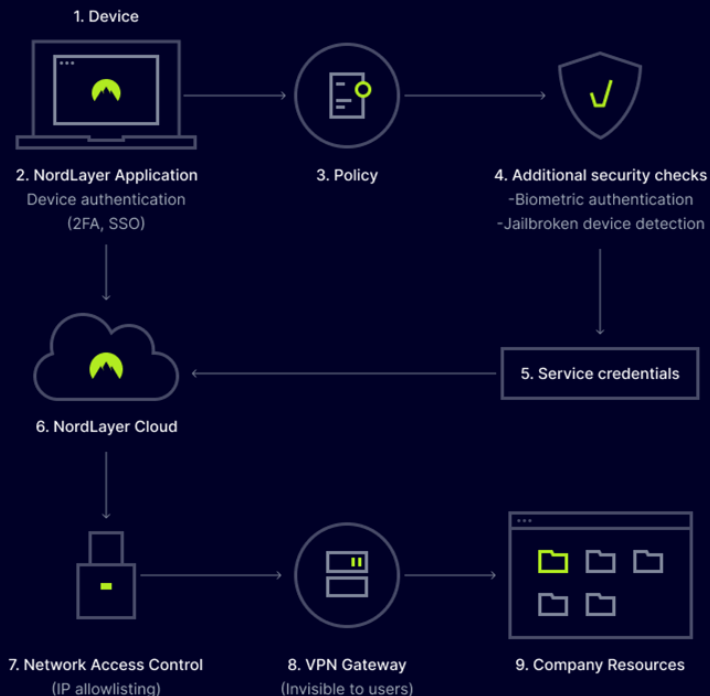 1. Device
2. NordLayer Application
Device authentication
(2FA, SSO)
3. Policy
4. Additional security checks
-Biometric authentication
-Jailbroken device detection
5. Service credentials
6. NordLayer Cloud
7. Network Access Control
(IP allowlisting)
8. VPN Gateway
(Invisible to users)
9. Company Resources